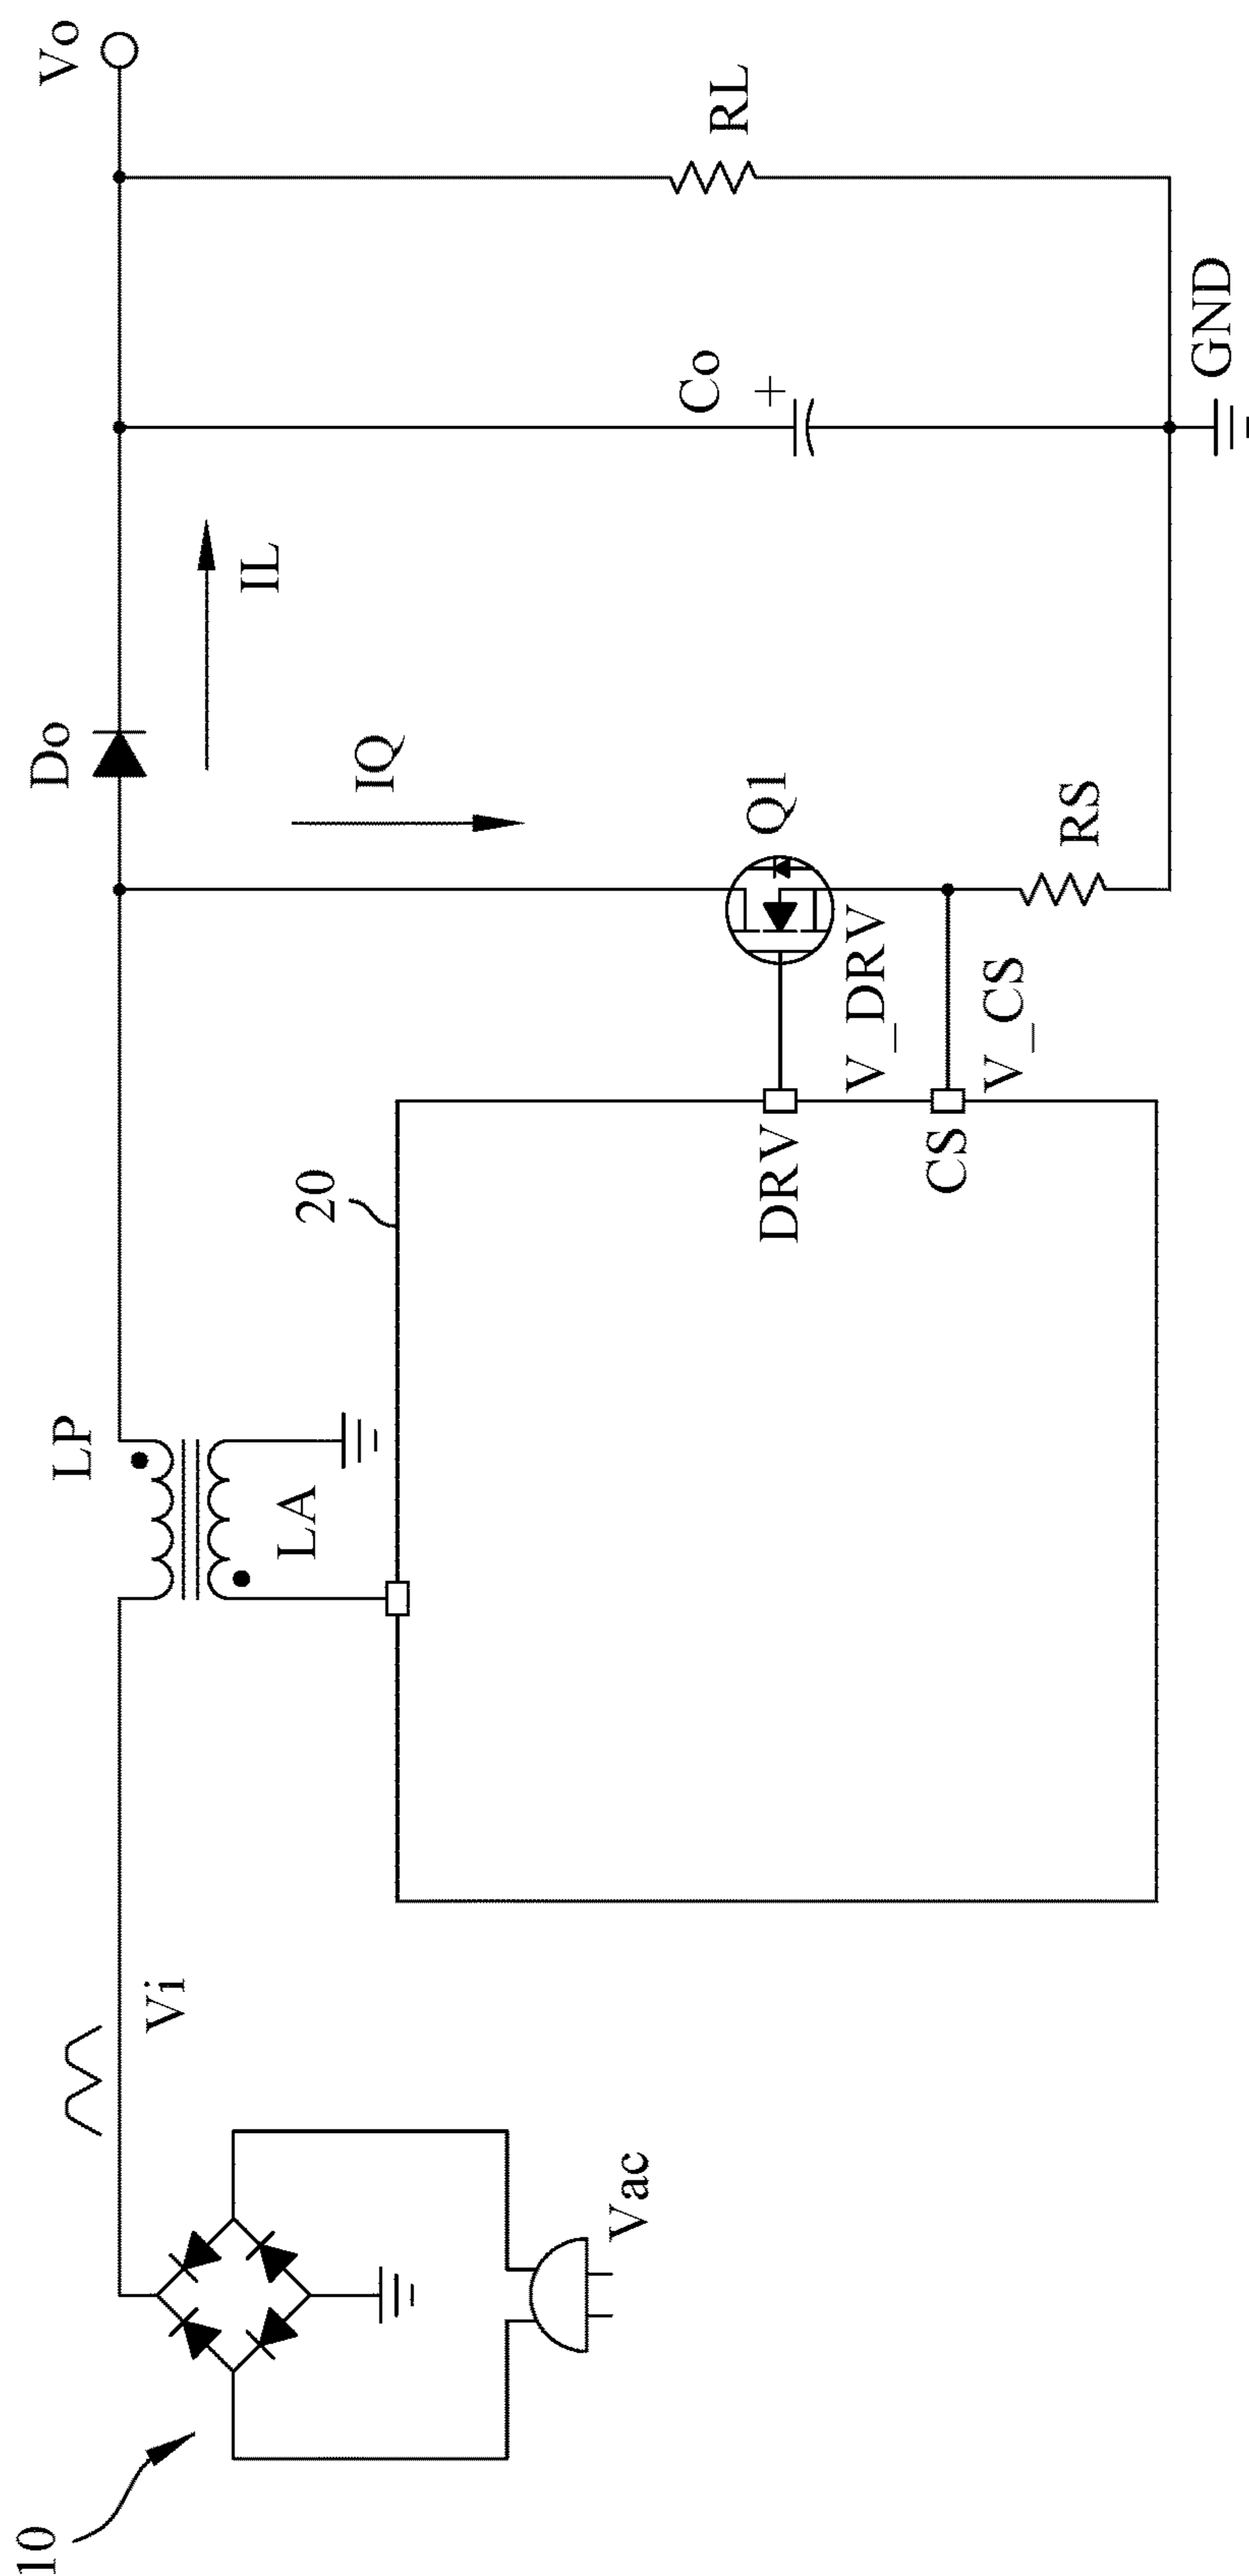 10
Vac
Vi
LP
LA
20
DRV
CS
V_DRV
V_CS
Q1
RS
IQ
Do
IL
Co
+
GND
RL
Vo